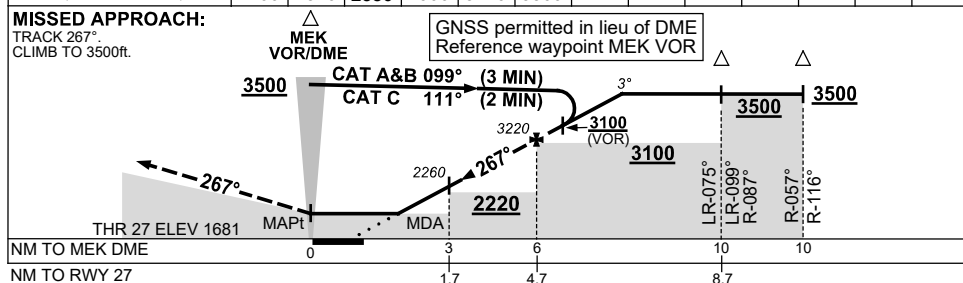 MISSED APPROACH:
TRACK 267°.
CLIMB TO 3500ft.
MEK
VOR/DME
GNSS permitted in lieu of DME
Reference waypoint MEK VOR
3500
CAT A&B 099° (3 MIN)
CAT C 111° (2 MIN)
3°
3500
3500
3220
3100
(VOR)
3100
267°
2260
2220
267°
LR-075°
LR-099°
R-087°
R-057°
R-116°
THR 27 ELEV 1681
MAPt
MDA
NM TO MEK DME
0
3
6
10
10
NM TO RWY 27
1.7
4.7
8.7